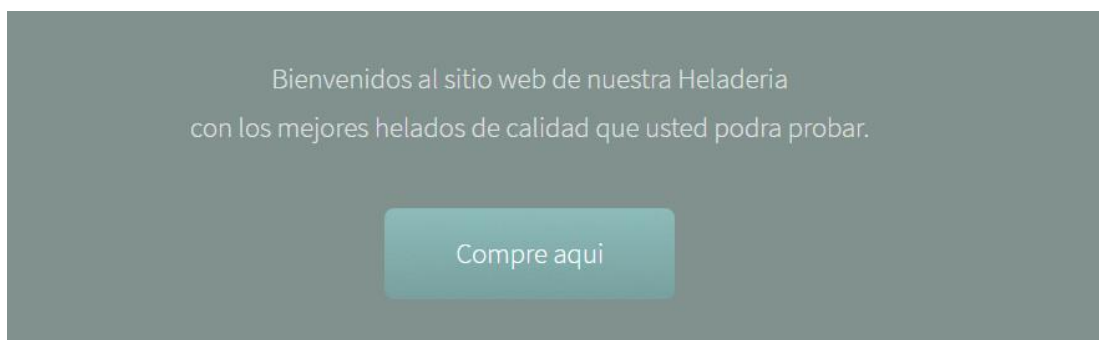 Bienvenidos al sitio web de nuestra Heladeria
con los mejores helados de calidad que usted podra probar.
Compre aqui